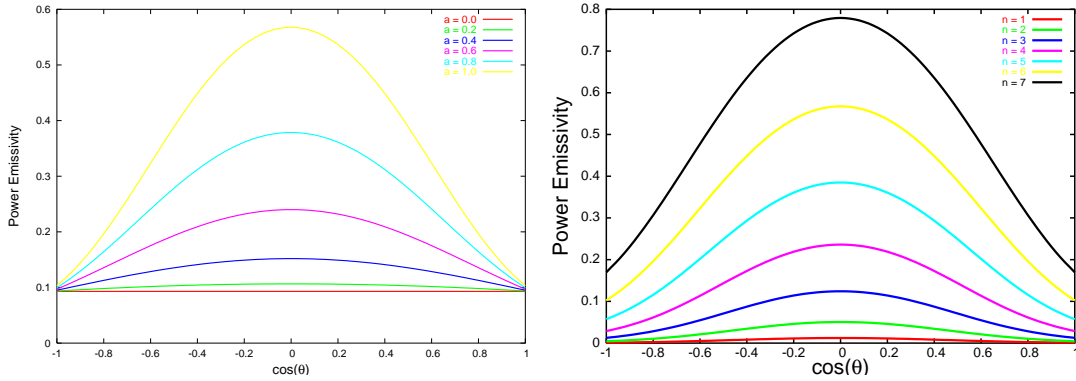 0.6
0.5
0.4
0.3
0.2
0.1
0
Power Emissivity
-1 -0.8 -0.6 -0.4 -0.2 0 0.2 0.4 0.6 0.8 1
cos(θ)
a = 0.0
a = 0.2
a = 0.4
a = 0.6
a = 0.8
a = 1.0
0.8
0.7
0.6
0.5
0.4
0.3
0.2
0.1
0
Power Emissivity
-1 -0.8 -0.6 -0.4 -0.2 0 0.2 0.4 0.6 0.8 1
cos(θ)
n = 1
n = 2
n = 3
n = 4
n = 5
n = 6
n = 7